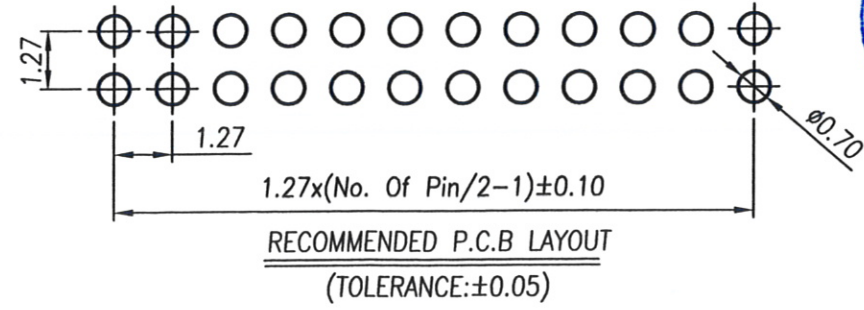 1.27
1.27
ø0.70
1.27x(No. Of Pin/2-1)±0.10
RECOMMENDED P.C.B LAYOUT
(TOLERANCE:±0.05)